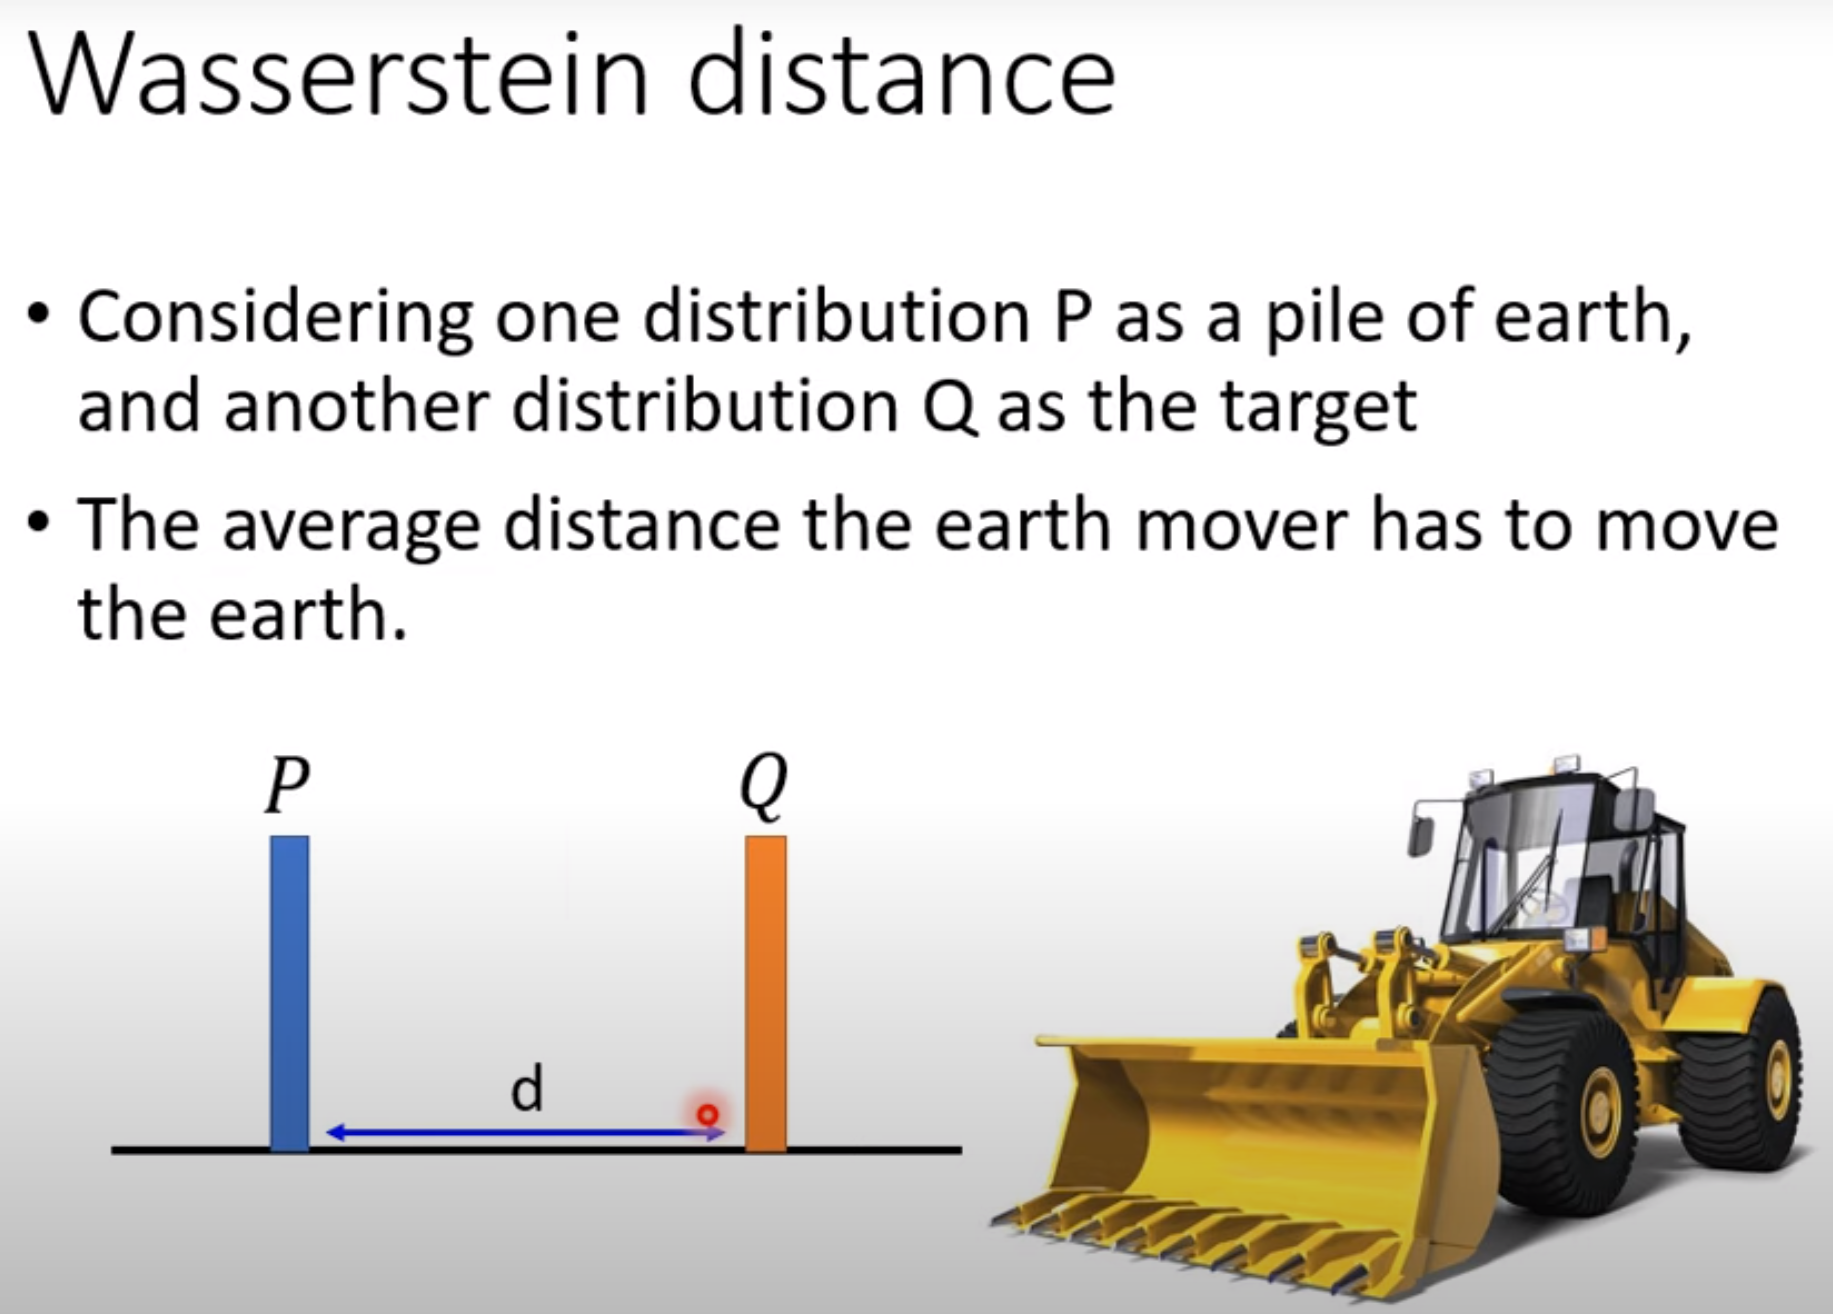 Wasserstein distance
• Considering one distribution P as a pile of earth,
and another distribution Q as the target
• The average distance the earth mover has to move
the earth.
P
Q
d